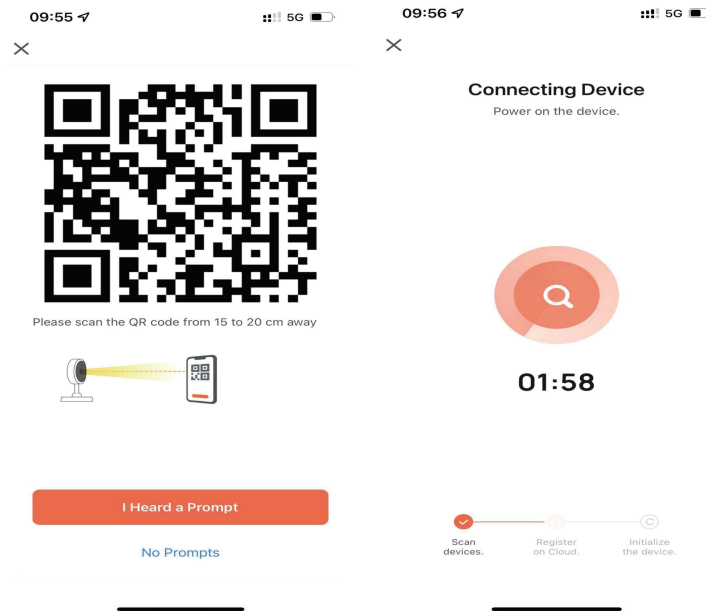 09:55
5G
Please scan the QR code from 15 to 20 cm away
I Heard a Prompt
No Prompts
09:56
5G
Connecting Device
Power on the device.
01:58
Scan
devices.
Register
on Cloud.
Initialize
the device.